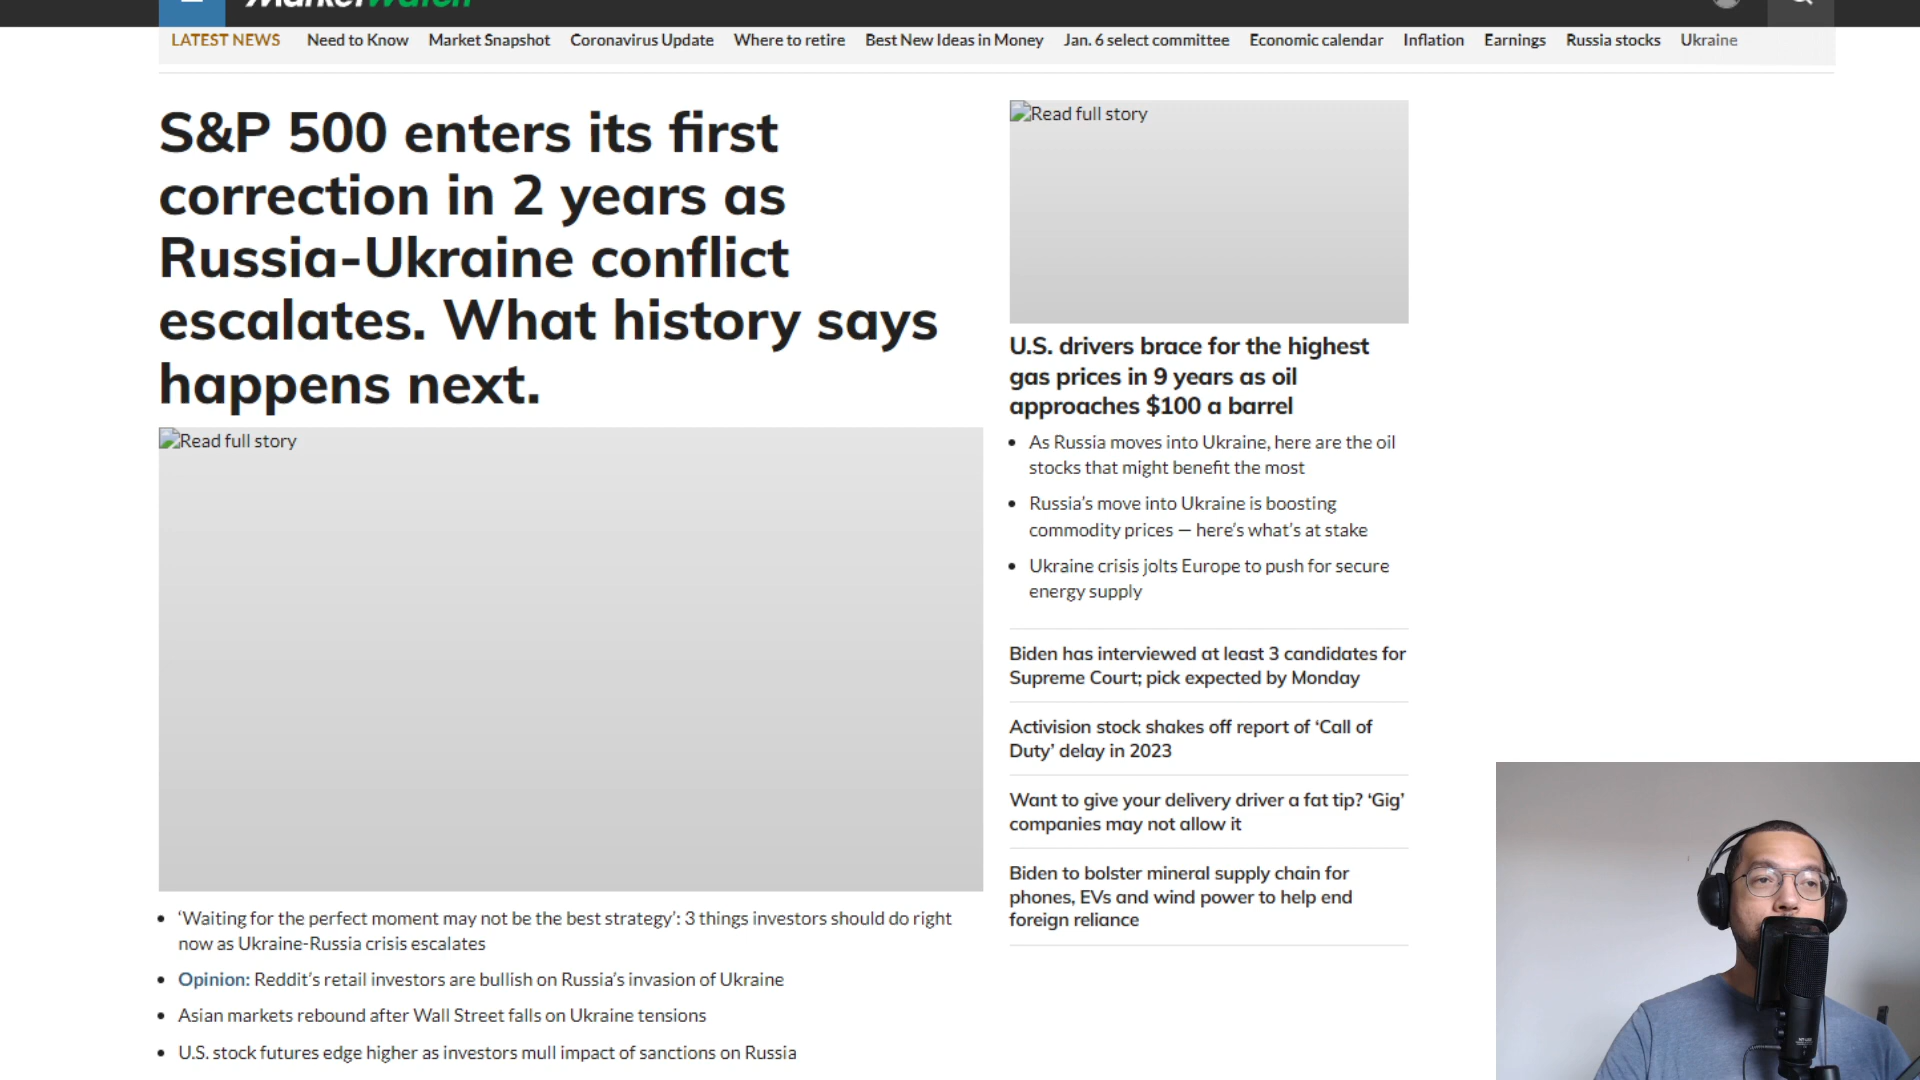 MarketWatch
LATEST NEWS Need to Know Market Snapshot Coronavirus Update Where to retire Best New Ideas in Money Jan. 6 select committee Economic calendar Inflation Earnings Russia stocks Ukraine
S&P 500 enters its first
correction in 2 years as
Russia-Ukraine conflict
escalates. What history says
happens next.
Read full story
‘Waiting for the perfect moment may not be the best strategy’: 3 things investors should do right
now as Ukraine-Russia crisis escalates
Opinion: Reddit’s retail investors are bullish on Russia’s invasion of Ukraine
Asian markets rebound after Wall Street falls on Ukraine tensions
U.S. stock futures edge higher as investors mull impact of sanctions on Russia
Read full story
U.S. drivers brace for the highest
gas prices in 9 years as oil
approaches $100 a barrel
As Russia moves into Ukraine, here are the oil
stocks that might benefit the most
Russia’s move into Ukraine is boosting
commodity prices — here’s what’s at stake
Ukraine crisis jolts Europe to push for secure
energy supply
Biden has interviewed at least 3 candidates for
Supreme Court; pick expected by Monday
Activision stock shakes off report of ‘Call of
Duty’ delay in 2023
Want to give your delivery driver a fat tip? ‘Gig’
companies may not allow it
Biden to bolster mineral supply chain for
phones, EVs and wind power to help end
foreign reliance